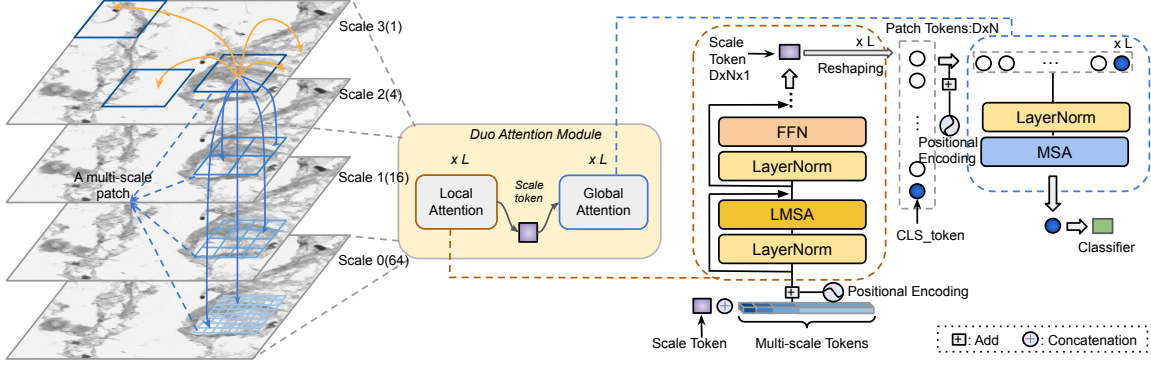 Scale 3(1)
Scale 2(4)
Scale 1(16)
Scale 0(64)
A multi-scale
patch
Duo Attention Module
x L
x L
Local
Attention
Scale
token
Global
Attention
Scale
Token
DxNx1
x L
Reshaping
FFN
LayerNorm
LMSA
LayerNorm
Positional Encoding
Scale Token
Multi-scale Tokens
Patch Tokens:DxN
Positional
Encoding
CLS_token
x L
...
LayerNorm
MSA
Classifier
: Add
: Concatenation